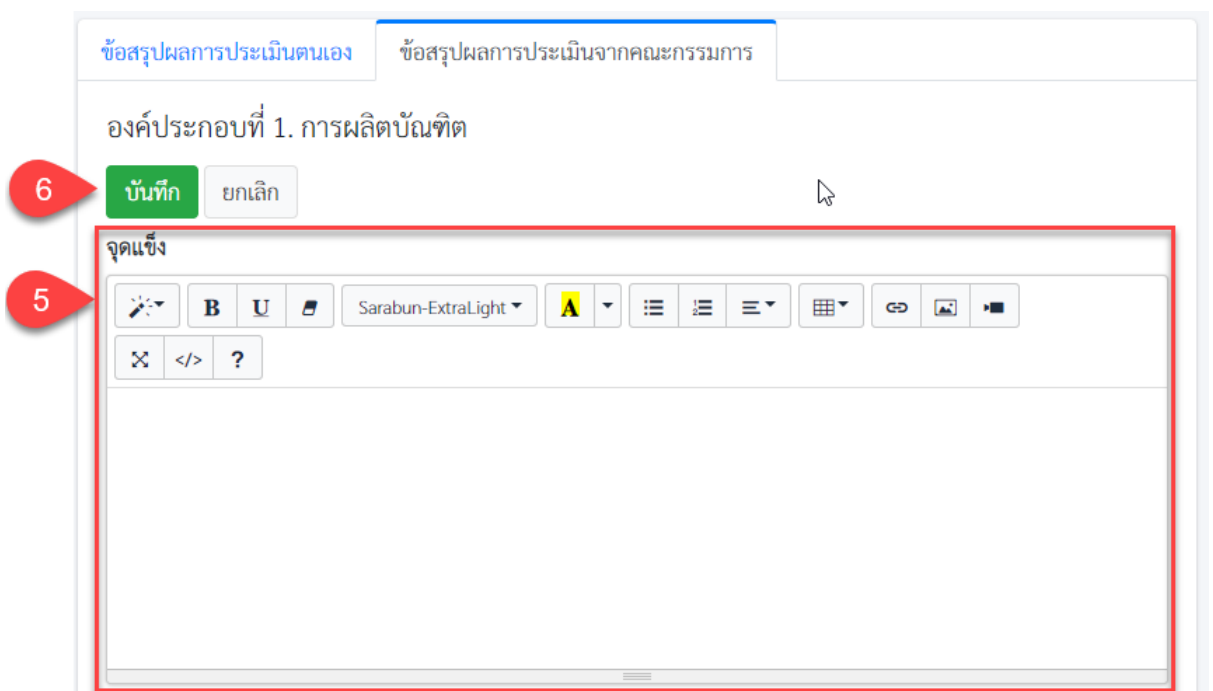 ข้อสรุปผลการประเมินตนเอง ข้อสรุปผลการประเมินจากคณะกรรมการ
องค์ประกอบที่ 1. การผลิตบัณฑิต
6 บันทึก ยกเลิก
จุดแข็ง
5 B U Sarabun-ExtraLight A
</> ?